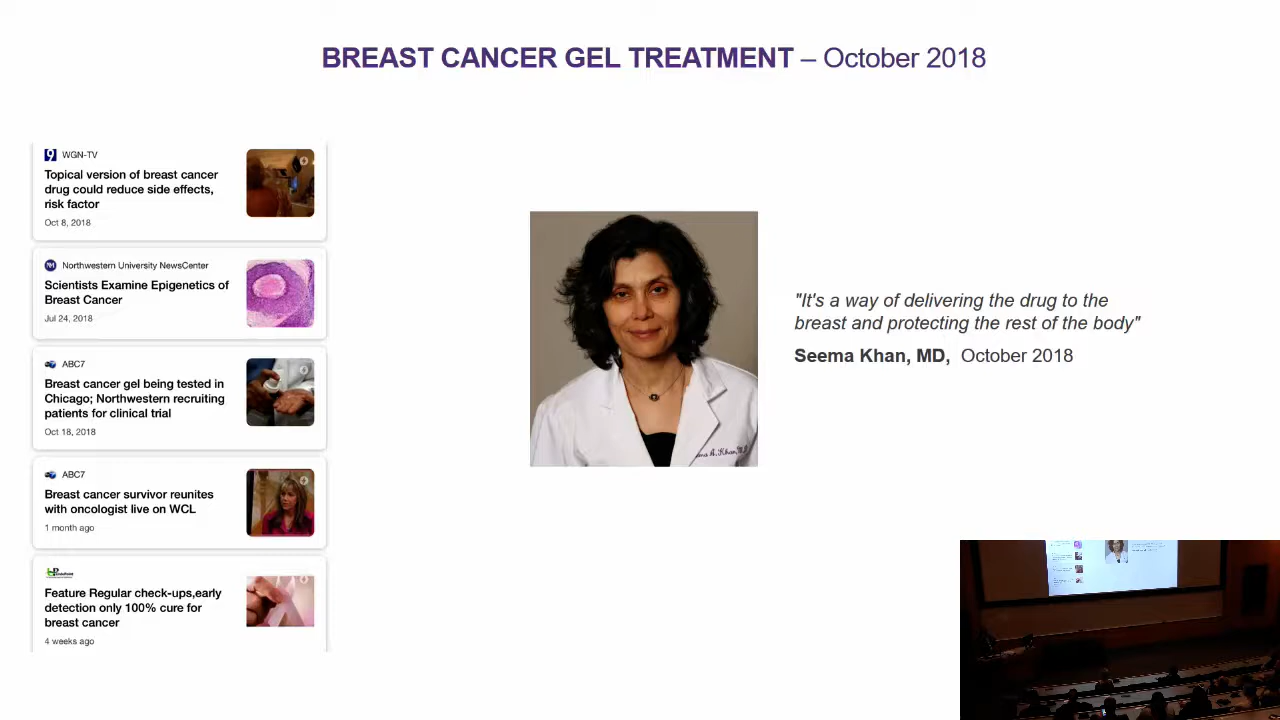 BREAST CANCER GEL TREATMENT – October 2018
WGN-TV
Topical version of breast cancer
drug could reduce side effects,
risk factor
Oct 8, 2018
Northwestern University NewsCenter
Scientists Examine Epigenetics of
Breast Cancer
Jul 24, 2018
ABC7
Breast cancer gel being tested in
Chicago; Northwestern recruiting
patients for clinical trial
Oct 18, 2018
ABC7
Breast cancer survivor reunites
with oncologist live on WCL
1 month ago
Feature Regular check-ups,early
detection only 100% cure for
breast cancer
4 weeks ago
"It's a way of delivering the drug to the
breast and protecting the rest of the body"
Seema Khan, MD, October 2018